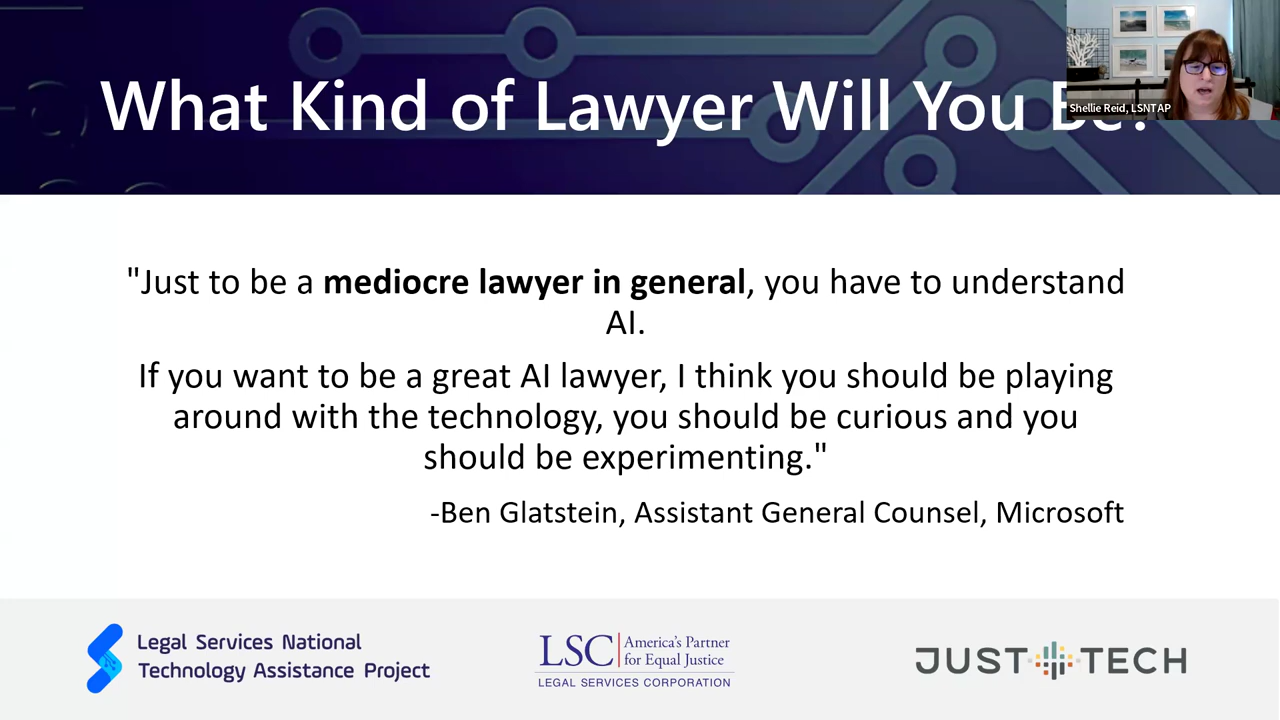 What Kind of Lawyer Will You Be?
Shellie Reid, LSNTAP
"Just to be a mediocre lawyer in general, you have to understand
AI.
If you want to be a great AI lawyer, I think you should be playing
around with the technology, you should be curious and you
should be experimenting."
-Ben Glatstein, Assistant General Counsel, Microsoft
Legal Services National
Technology Assistance Project
LSC America's Partner
for Equal Justice
LEGAL SERVICES CORPORATION
JUST TECH